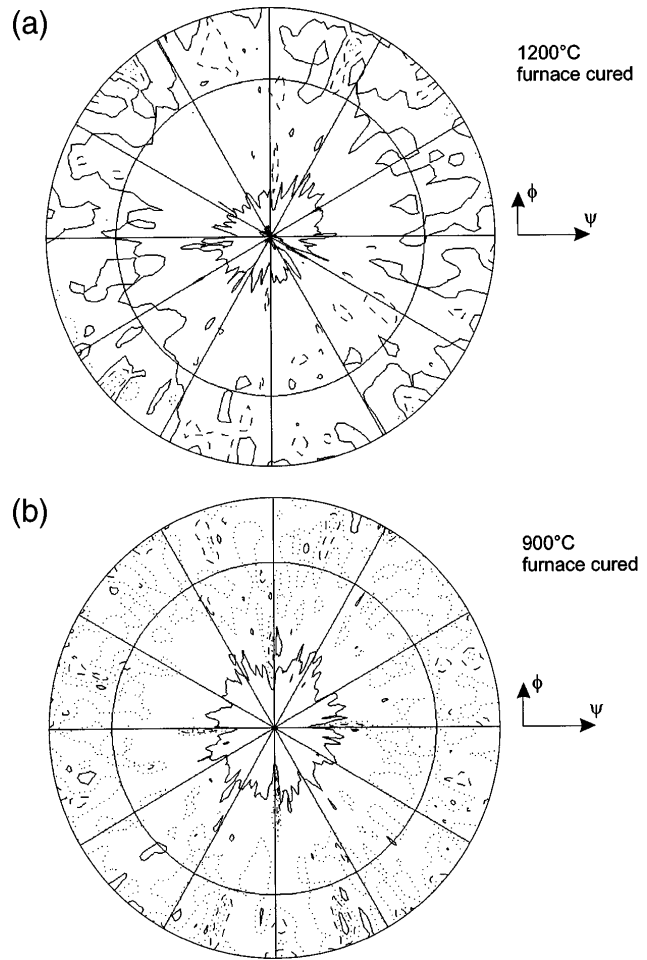 (a)
1200°C
furnace cured
ϕ
ψ
(b)
900°C
furnace cured
ϕ
ψ